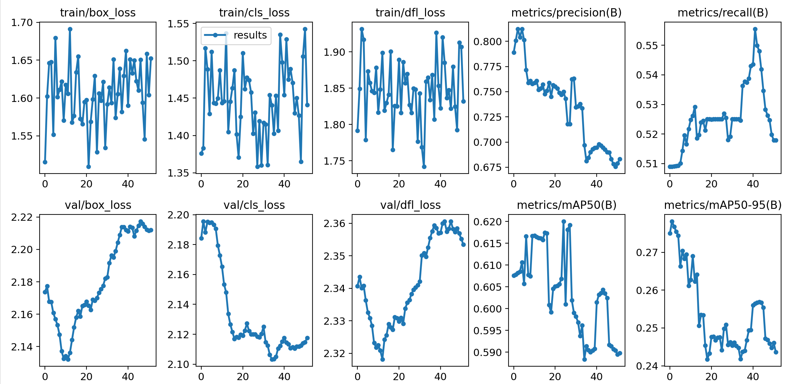 train/box_loss
train/cls_loss
train/dfl_loss
metrics/precision(B)
metrics/recall(B)
1.70
1.65
1.60
1.55
0 20 40
1.55
1.50
1.45
1.40
1.35
results
0 20 40
1.90
1.85
1.80
1.75
0 20 40
0.800
0.775
0.750
0.725
0.700
0.675
0 20 40
0.55
0.54
0.53
0.52
0.51
0 20 40
val/box_loss
val/cls_loss
val/dfl_loss
metrics/mAP50(B)
metrics/mAP50-95(B)
2.22
2.20
2.18
2.16
2.14
0 20 40
2.20
2.18
2.16
2.14
2.12
2.10
0 20 40
2.36
2.35
2.34
2.33
2.32
0 20 40
0.620
0.615
0.610
0.605
0.600
0.595
0.590
0 20 40
0.27
0.26
0.25
0.24
0 20 40